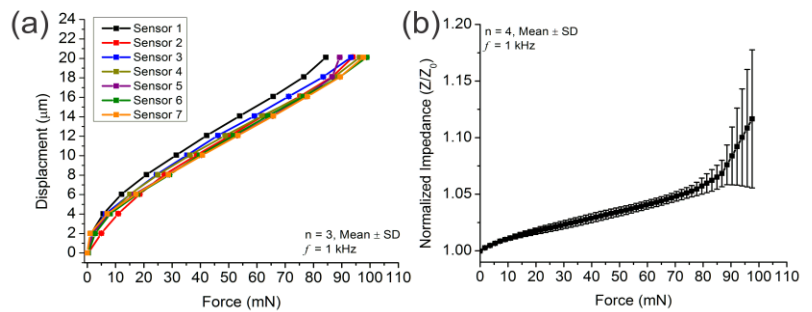 (a)
24
22
20
18
16
14
12
10
8
6
4
2
0
Displacment (μm)
Sensor 1
Sensor 2
Sensor 3
Sensor 4
Sensor 5
Sensor 6
Sensor 7
n = 3, Mean ± SD
f = 1 kHz
0 10 20 30 40 50 60 70 80 90 100 110
Force (mN)
(b)
1.20
1.15
1.10
1.05
1.00
Normalized Impedance (Z/Z0)
n = 4, Mean ± SD
f = 1 kHz
0 10 20 30 40 50 60 70 80 90 100 110
Force (mN)